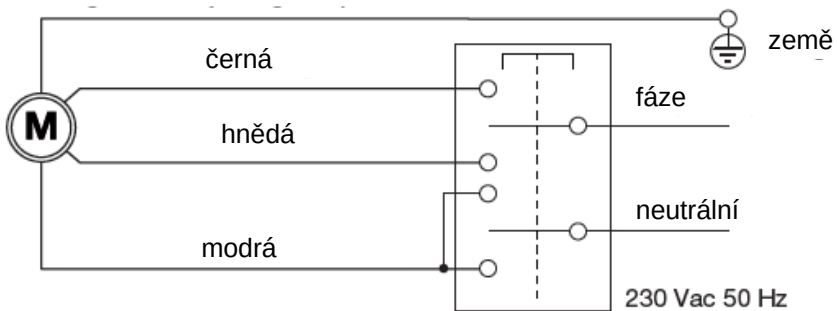 země
černá
fáze
M
hnědá
neutrální
modrá
230 Vac 50 Hz